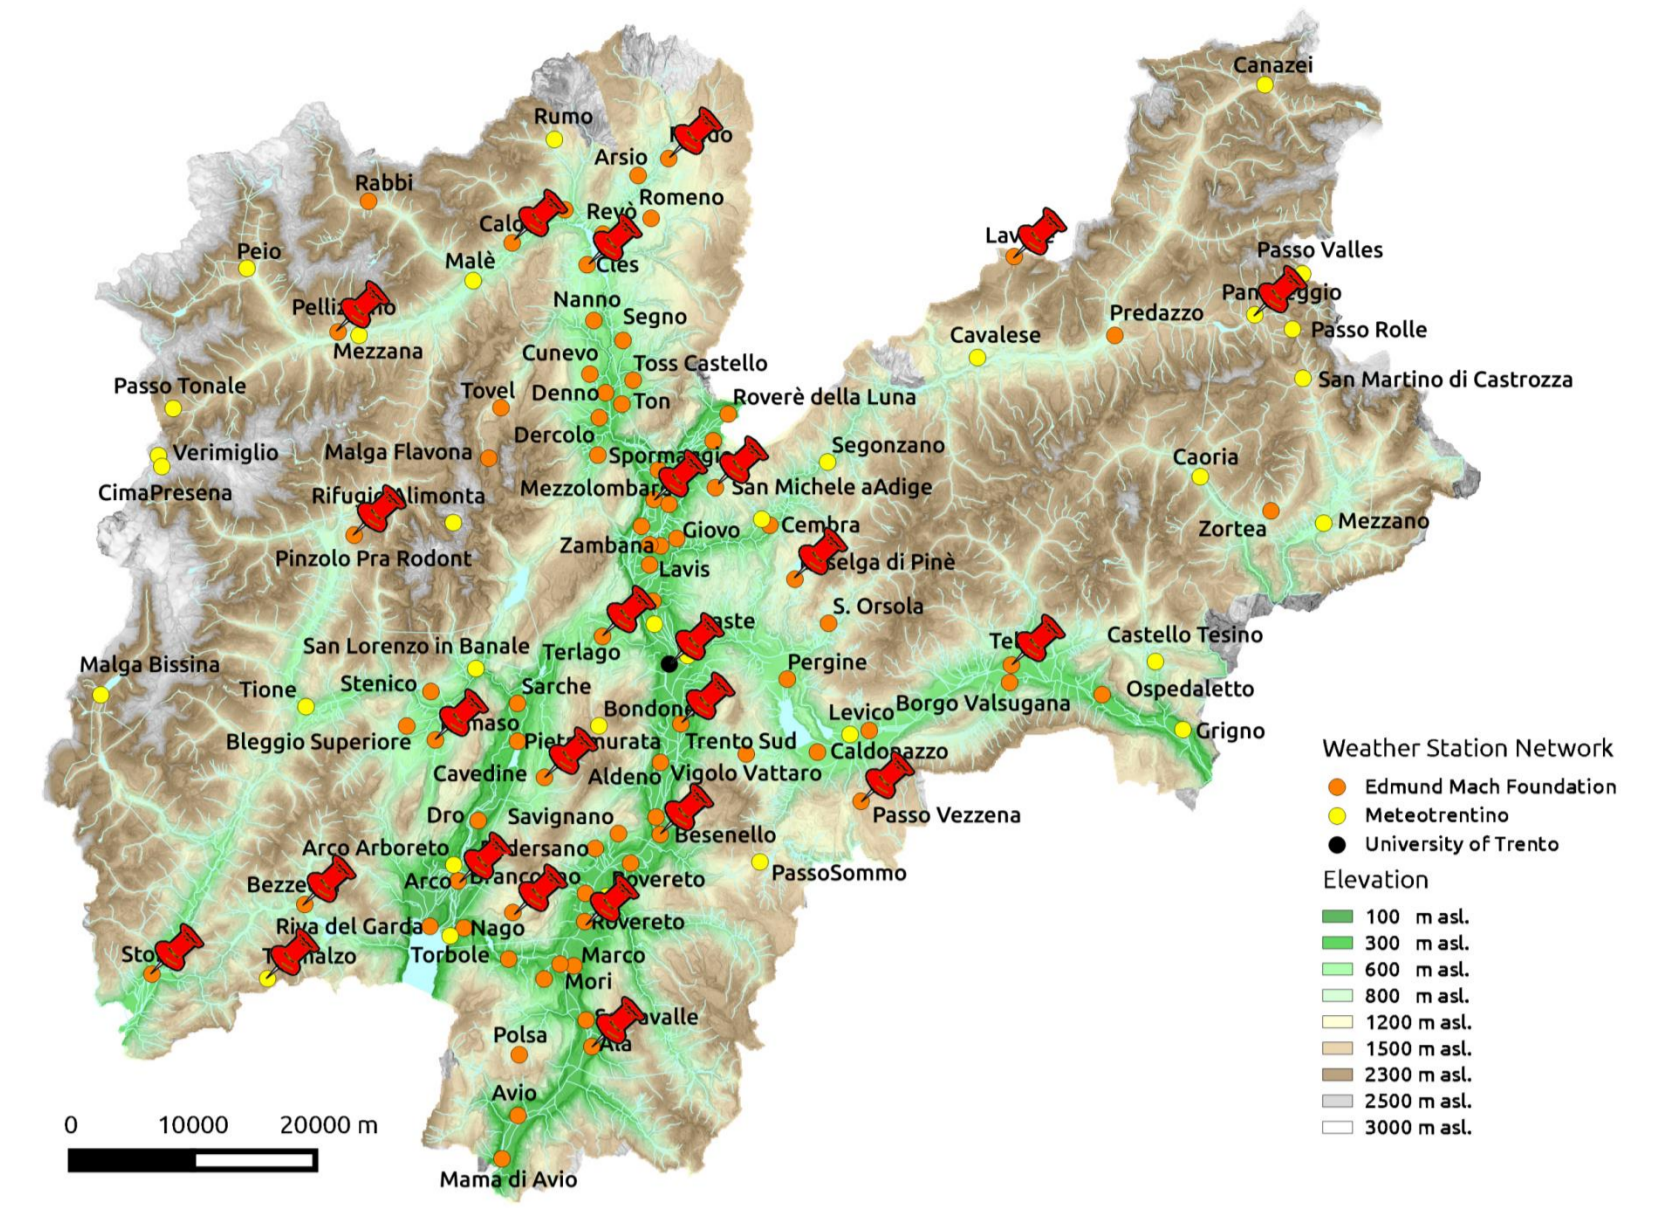 Canazei
Rumo
Arsio
Rabbi
Romeno
Revò
Peio
Malè
Cles
Passo Valles
Nanno
Segno
Predazzo
Passo Rolle
Cavalese
Mezzana
Cunevo
Toss Castello
Passo Tonale
Tovel
Denno
Ton
San Martino di Castrozza
Roverè della Luna
Dercolo
Segonzano
Verimiglio
Malga Flavona
Caoria
CimaPresena
Rifugio Alimonta
San Michele aAdige
Mezzano
Cembra
Giovo
Zortea
Zambana
Pinzolo Pra Rodont
Lavis
S. Orsola
Castello Tesino
San Lorenzo in Banale
Terlago
Malga Bissina
Pergine
Stenico
Sarche
Tione
Ospedaletto
Borgo Valsugana
Levico
Bondone
Grigno
Bleggio Superiore
Trento Sud
Caldonazzo
Cavedine
Aldeno
Vigolo Vattaro
Weather Station Network
Edmund Mach Foundation
Meteotrentino
University of Trento
Dro
Savignano
Passo Vezzena
Besenello
Arco Arboreto
PassoSommo
Arco
Rovereto
Elevation
100 m asl.
300 m asl.
600 m asl.
800 m asl.
1200 m asl.
1500 m asl.
2300 m asl.
2500 m asl.
3000 m asl.
Riva del Garda
Nago
Rovereto
Torbole
Marco
Mori
Polsa
Ala
Avio
0 10000 20000 m
Mama di Avio